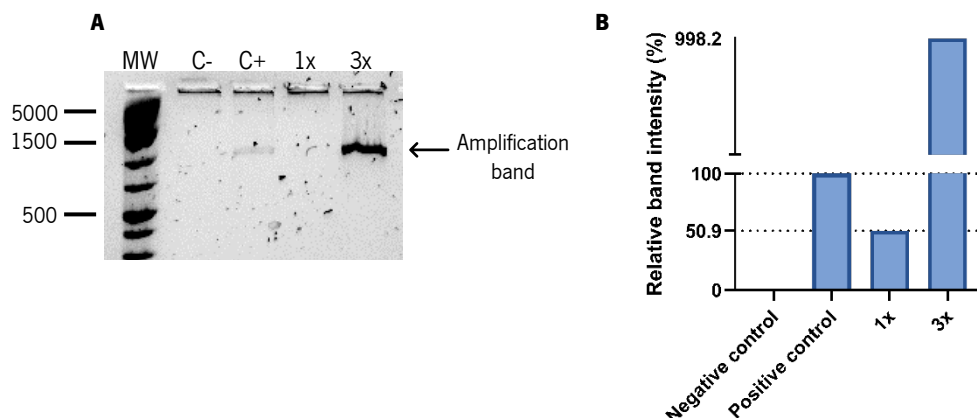 A
MW C- C+ 1x 3x
5000
1500
500
Amplification
band
B
Relative band intensity (%)
998.2
100
50.9
0
Negative control
Positive control
1x
3x